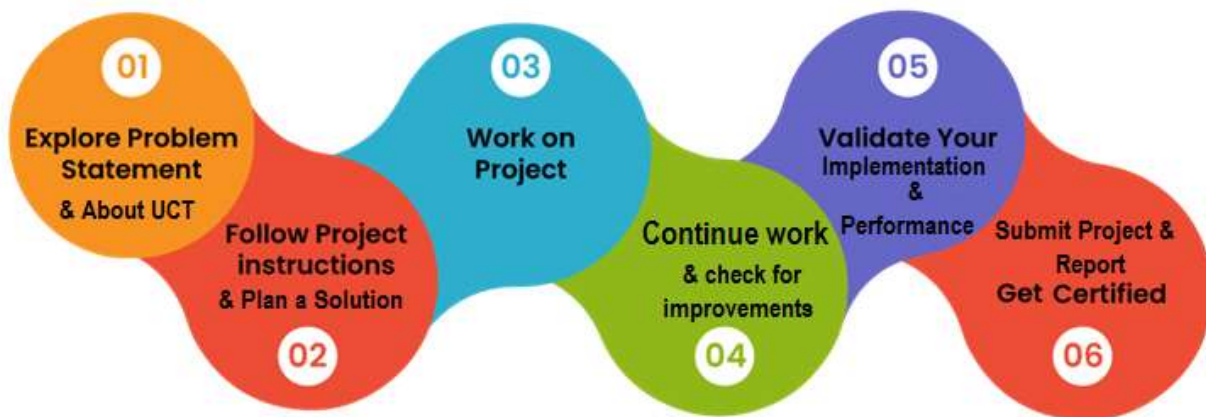 01
Explore Problem
Statement
& About UCT
Follow Project
instructions
& Plan a Solution
02
03
Work on
Project
Continue work
& check for
improvements
04
05
Validate Your
Implementation
&
Performance
Submit Project &
Report
Get Certified
06